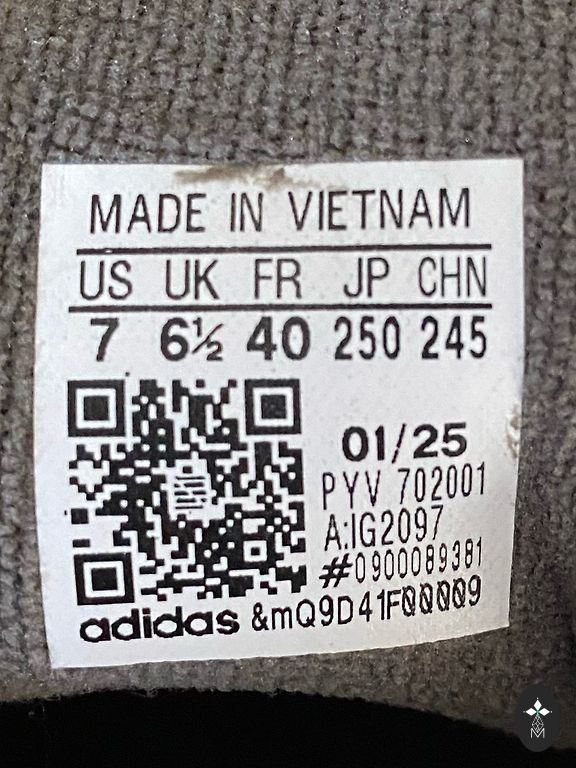 MADE IN VIETNAM
US UK FR JP CHN
7 6½ 40 250 245
01/25
PYV 702001
A:IG2097
#0900089381
adidas &mQ9D41F00009
M